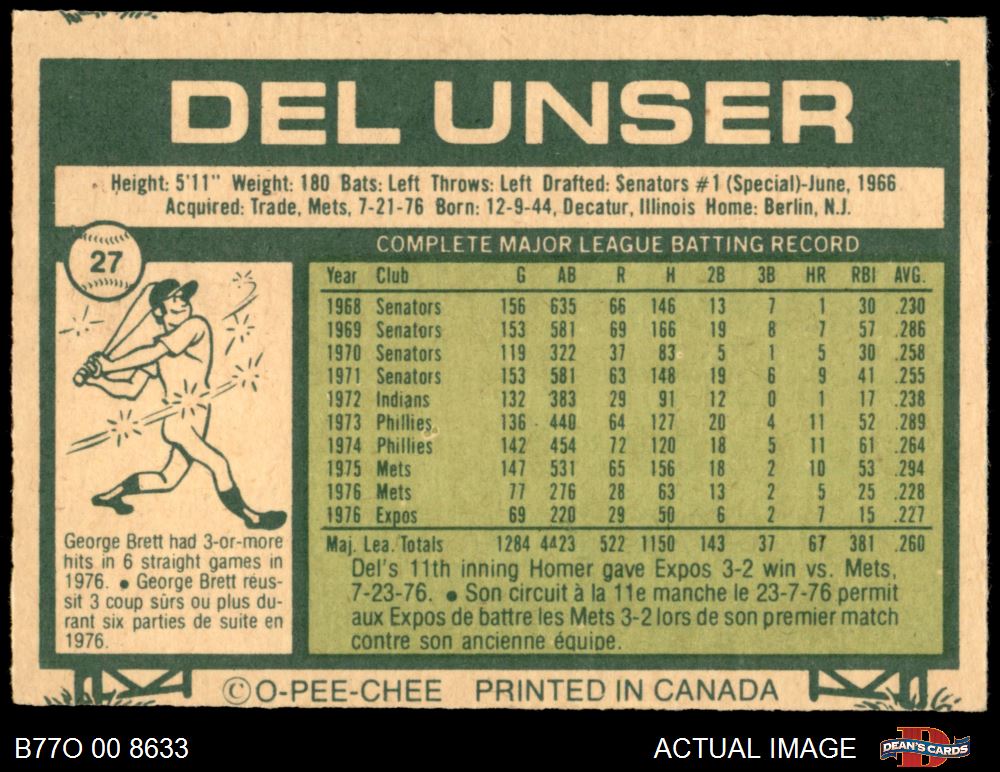 DEL UNSER
Height: 5'11" Weight: 180 Bats: Left Throws: Left Drafted: Senators #1 (Special)-June, 1966
Acquired: Trade, Mets, 7-21-76 Born: 12-9-44, Decatur, Illinois Home: Berlin, N.J.
27
COMPLETE MAJOR LEAGUE BATTING RECORD
Year Club G AB R H 2B 3B HR RBI AVG.
1968 Senators 156 635 66 146 13 7 1 30 .230
1969 Senators 153 581 69 166 19 8 7 57 .286
1970 Senators 119 322 37 83 5 1 5 30 .258
1971 Senators 153 581 63 148 19 6 9 41 .255
1972 Indians 132 383 29 91 12 0 1 17 .238
1973 Phillies 136 440 64 127 20 4 11 52 .289
1974 Phillies 142 454 72 120 18 5 11 61 .264
1975 Mets 147 531 65 156 18 2 10 53 .294
1976 Mets 77 276 28 63 13 2 5 25 .228
1976 Expos 69 220 29 50 6 2 7 15 .227
Maj. Lea. Totals 1284 4423 522 1150 143 37 67 381 .260
Del's 11th inning Homer gave Expos 3-2 win vs. Mets,
7-23-76. ● Son circuit à la 11e manche le 23-7-76 permit
aux Expos de battre les Mets 3-2 lors de son premier match
contre son ancienne équipe.
George Brett had 3-or-more
hits in 6 straight games in
1976. ● George Brett réus-
sit 3 coup sûrs ou plus du-
rant six parties de suite en
1976.
© O-PEE-CHEE PRINTED IN CANADA
B77O 00 8633
ACTUAL IMAGE
DEAN'S CARDS